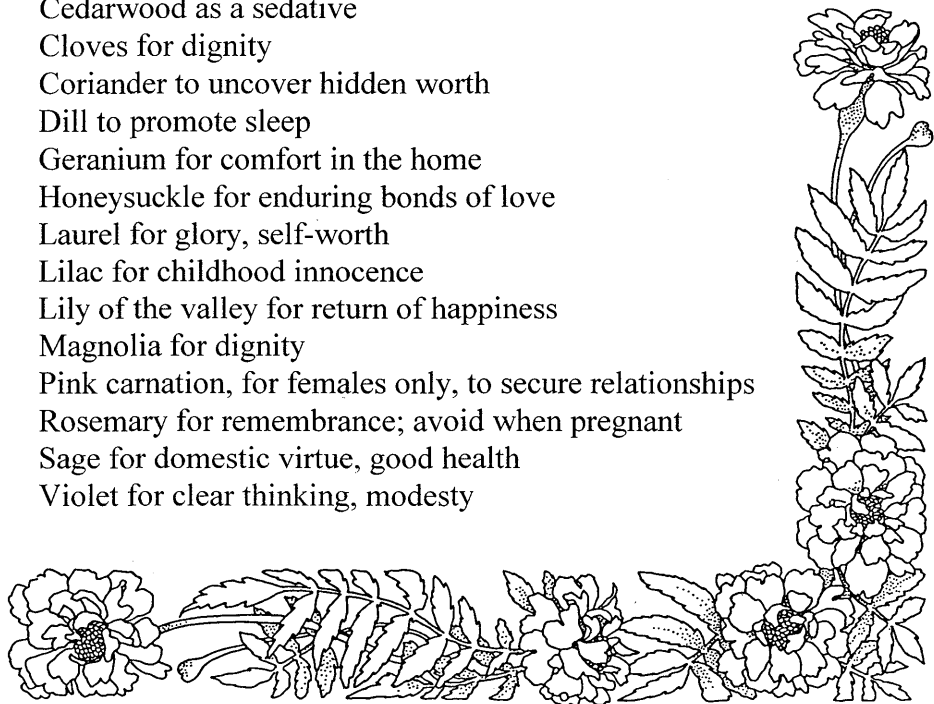 Cedarwood as a sedative
Cloves for dignity
Coriander to uncover hidden worth
Dill to promote sleep
Geranium for comfort in the home
Honeysuckle for enduring bonds of love
Laurel for glory, self-worth
Lilac for childhood innocence
Lily of the valley for return of happiness
Magnolia for dignity
Pink carnation, for females only, to secure relationships
Rosemary for remembrance; avoid when pregnant
Sage for domestic virtue, good health
Violet for clear thinking, modesty